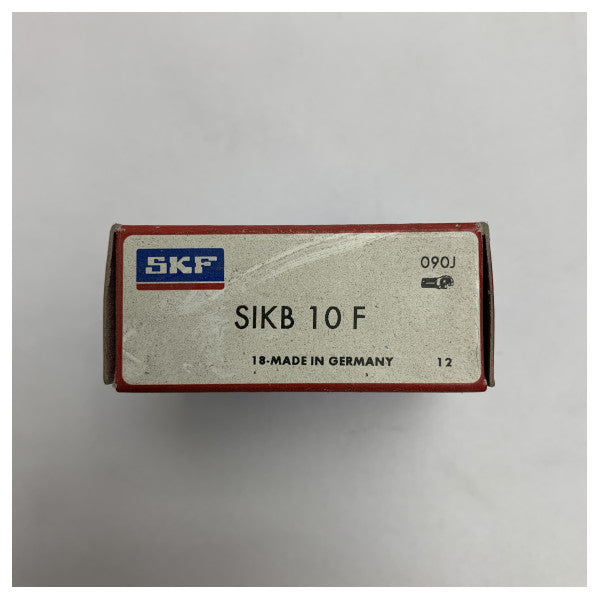 SKF
090J
SIKB 10 F
18-MADE IN GERMANY 12